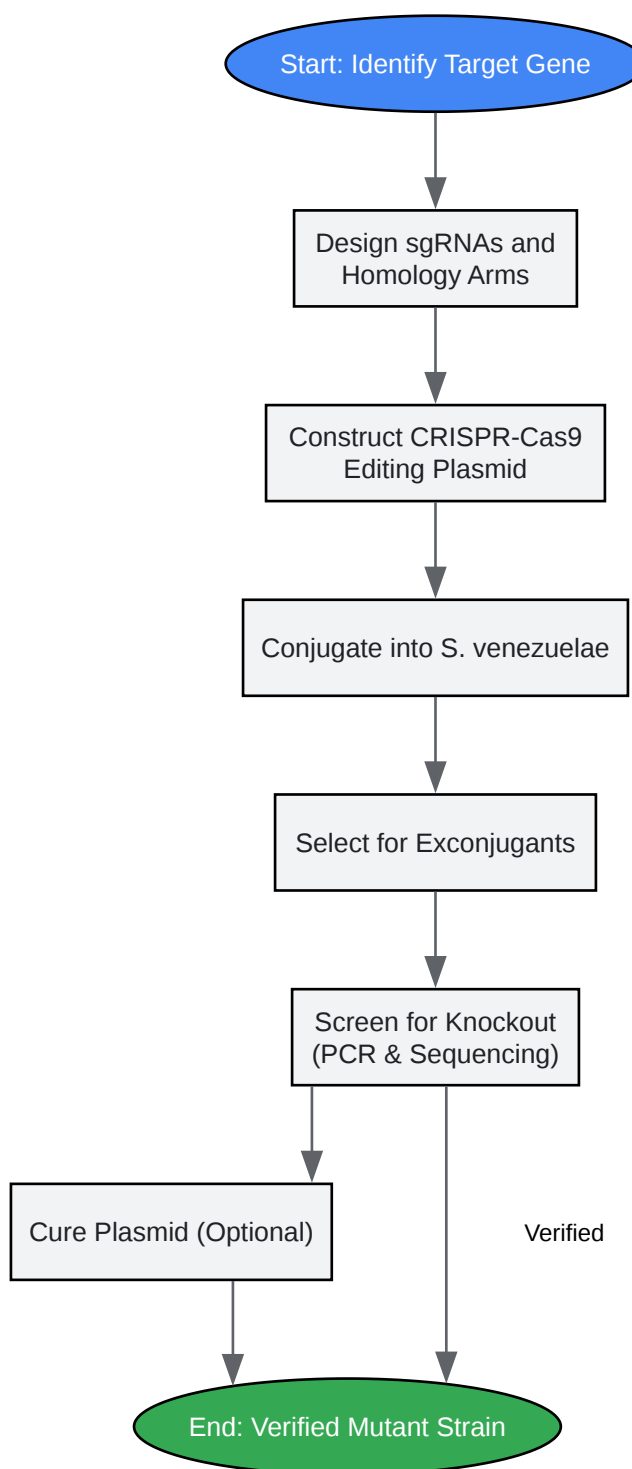 Start: Identify Target Gene
Design sgRNAs and
Homology Arms
Construct CRISPR-Cas9
Editing Plasmid
Conjugate into S. venezuelae
Select for Exconjugants
Screen for Knockout
(PCR & Sequencing)
Cure Plasmid (Optional)
Verified
End: Verified Mutant Strain